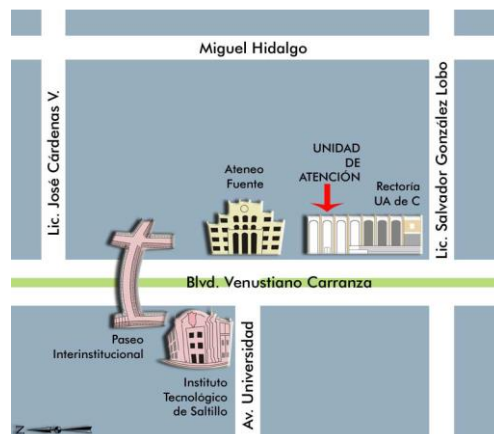 Miguel Hidalgo
Lic. José Cárdenas V.
Lic. Salvador González Lobo
UNIDAD
DE
ATENCIÓN
Ateneo
Fuente
Rectoría
UA de C
Blvd. Venustiano Carranza
Paseo
Interinstitucional
Av. Universidad
Instituto
Tecnológico
de Saltillo